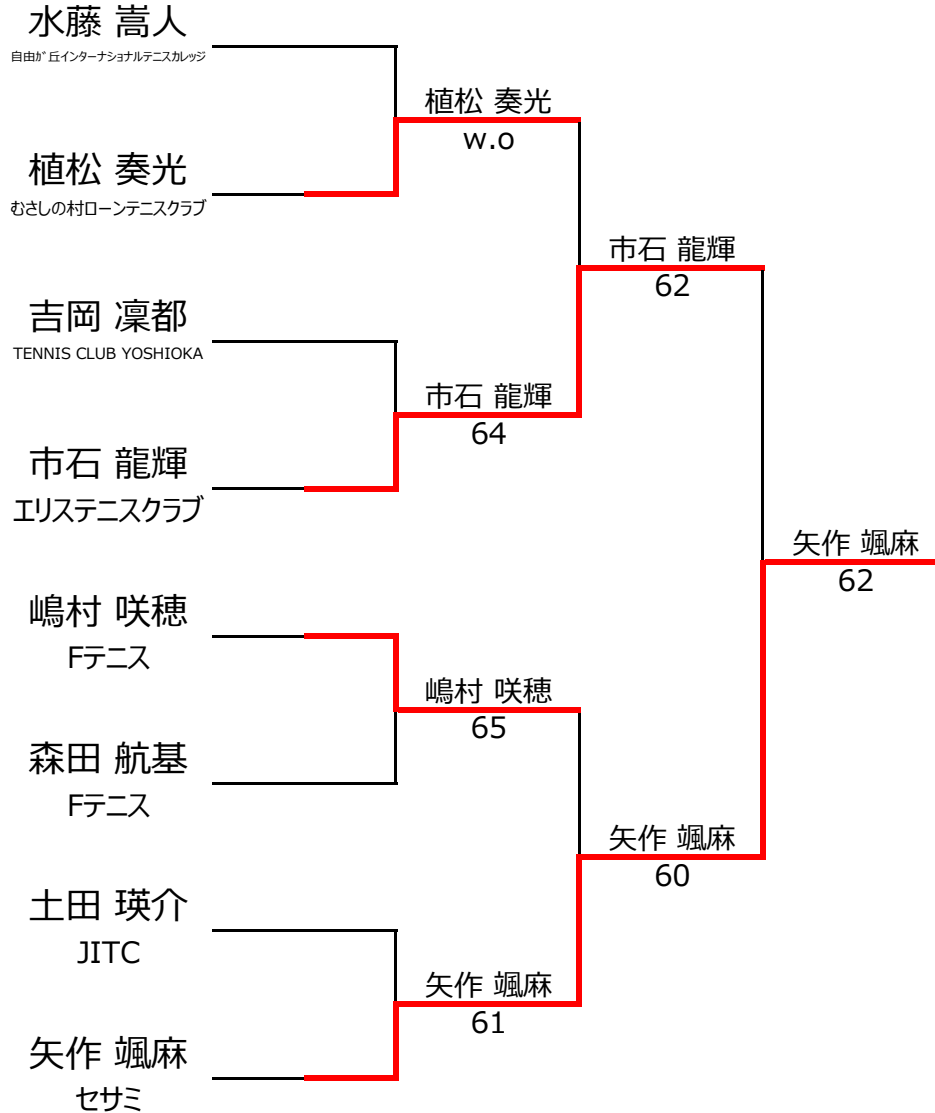 水藤 嵩人
自由が丘インターナショナルテニスカレッジ
植松 奏光
w.o
植松 奏光
むさしの村ローンテニスクラブ
市石 龍輝
62
吉岡 凜都
TENNIS CLUB YOSHIOKA
市石 龍輝
64
市石 龍輝
エリステニスクラブ
矢作 颯麻
62
嶋村 咲穂
Fテニス
嶋村 咲穂
65
森田 航基
Fテニス
矢作 颯麻
60
土田 瑛介
JITC
矢作 颯麻
61
矢作 颯麻
セサミ